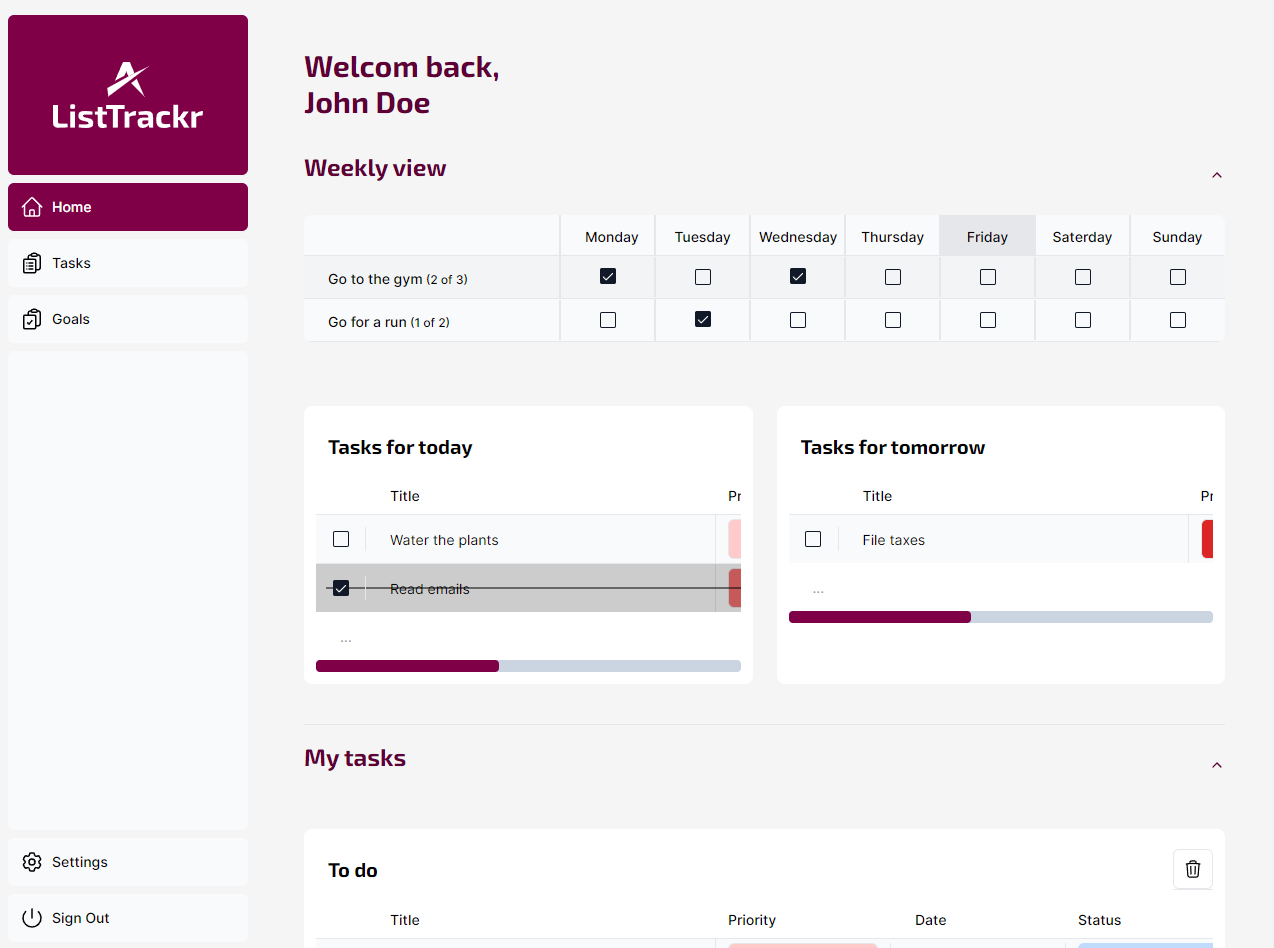 ListTrackr
Home
Tasks
Goals
Settings
Sign Out
Welcom back,
John Doe
Weekly view
Monday Tuesday Wednesday Thursday Friday Saterday Sunday
Go to the gym (2 of 3)
Go for a run (1 of 2)
Tasks for today
Title Pr
Water the plants
Read emails
...
Tasks for tomorrow
Title Pr
File taxes
...
My tasks
To do
Title Priority Date Status